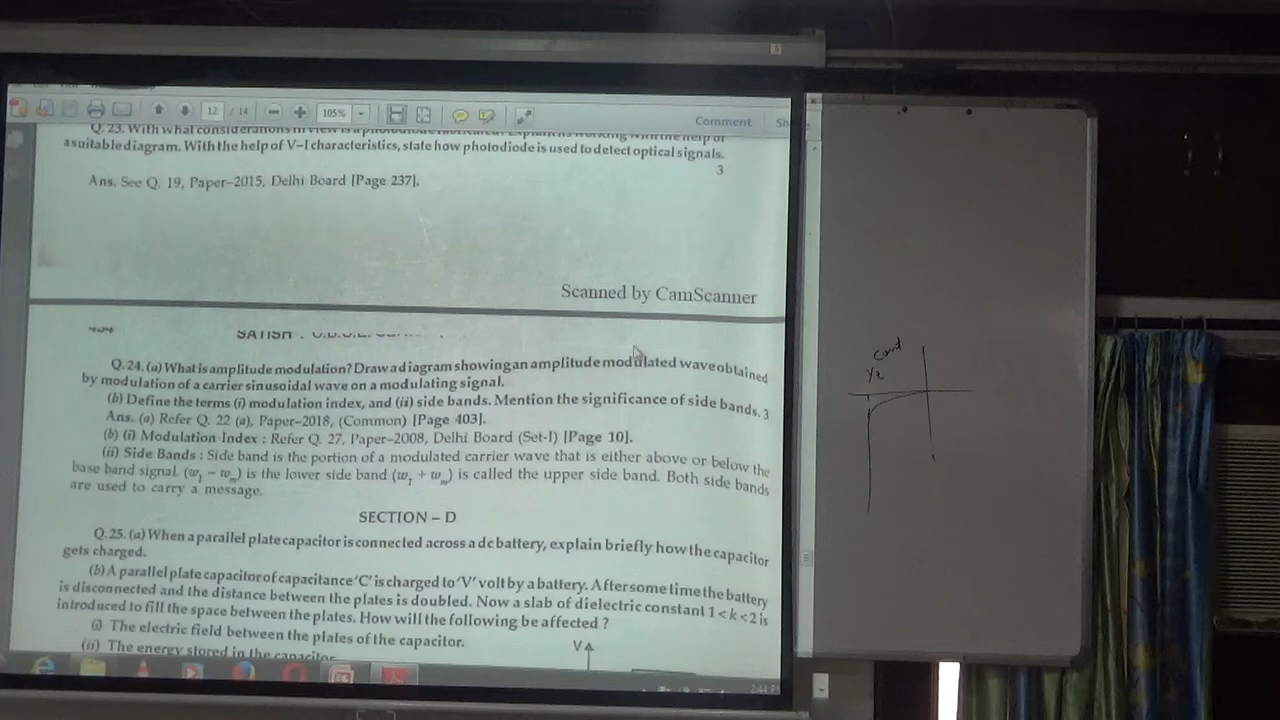 12 / 14
105%
Comment
Q. 23. With what considerations in view is a photodiode fabricated? Explain its working with the help of
a suitable diagram. With the help of V–I characteristics, state how photodiode is used to detect optical signals.
3
Ans. See Q. 19, Paper–2015, Delhi Board [Page 237].
Scanned by CamScanner
Q. 24. (a) What is amplitude modulation? Draw a diagram showing an amplitude modulated wave obtained
by modulation of a carrier sinusoidal wave on a modulating signal.
(b) Define the terms (i) modulation index, and (ii) side bands. Mention the significance of side bands. 3
Ans. (a) Refer Q. 22 (a), Paper–2018, (Common) [Page 403].
(b) (i) Modulation Index : Refer Q. 27, Paper–2008, Delhi Board (Set-I) [Page 10].
(ii) Side Bands : Side band is the portion of a modulated carrier wave that is either above or below the
base band signal. is the lower side band is called the upper side band. Both side bands
are used to carry a message.
SECTION – D
Q. 25. (a) When a parallel plate capacitor is connected across a dc battery, explain briefly how the capacitor
gets charged.
(b) A parallel plate capacitor of capacitance 'C' is charged to 'V' volt by a battery. After some time the battery
is disconnected and the distance between the plates is doubled. Now a slab of dielectric constant 1 < k < 2 is
introduced to fill the space between the plates. How will the following be affected ?
(i) The electric field between the plates of the capacitor.
(ii) The energy stored in the capacitor
V